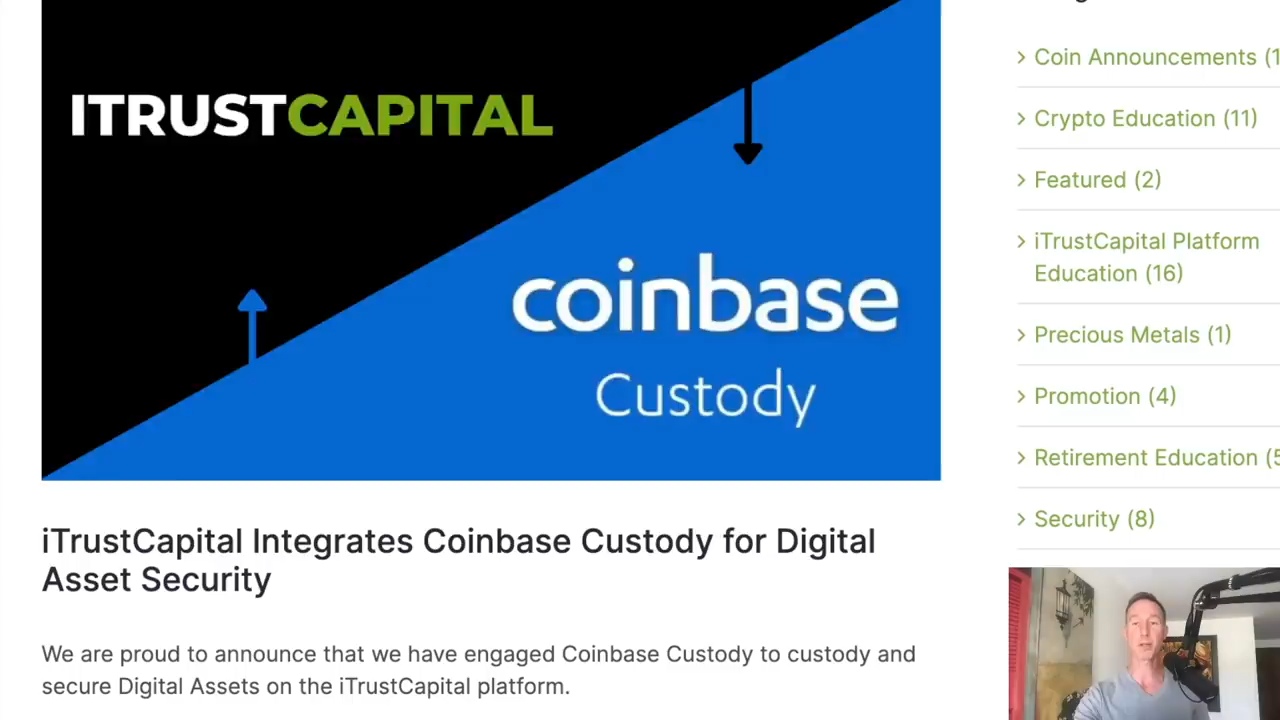 ITRUSTCAPITAL
coinbase
Custody
iTrustCapital Integrates Coinbase Custody for Digital
Asset Security
We are proud to announce that we have engaged Coinbase Custody to custody and
secure Digital Assets on the iTrustCapital platform.
Coin Announcements
Crypto Education (11)
Featured (2)
iTrustCapital Platform
Education (16)
Precious Metals (1)
Promotion (4)
Retirement Education
Security (8)